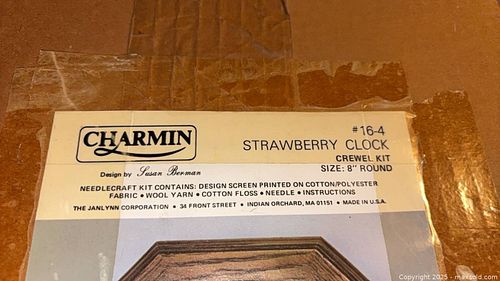 CHARMIN
# 16-4
STRAWBERRY CLOCK
CREWEL KIT
SIZE: 8" ROUND
Design by Susan Berman
NEEDLECRAFT KIT CONTAINS: DESIGN SCREEN PRINTED ON COTTON/POLYESTER
FABRIC • WOOL YARN • COTTON FLOSS • NEEDLE • INSTRUCTIONS
THE JANLYNN CORPORATION • 34 FRONT STREET • INDIAN ORCHARD, MA 01151 • MADE IN U.S.A.
Copyright © 2025 - maxsold.com